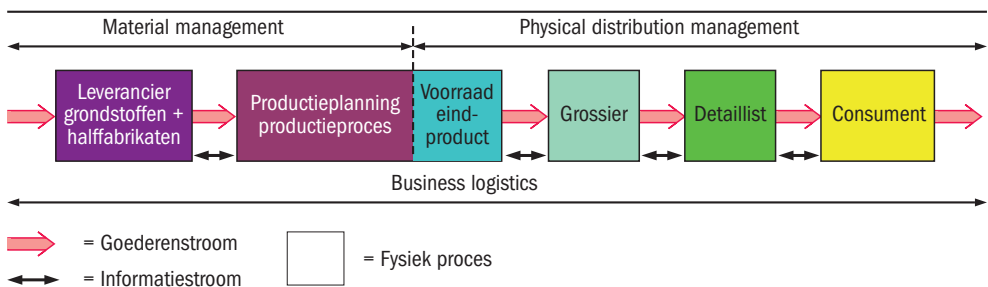 Material management
Physical distribution management
Leverancier
grondstoffen +
halffabrikaten
Productieplanning
productieproces
Voorraad
eind-
product
Grossier
Detaillist
Consument
Business logistics
= Goederenstroom
= Informatiestroom
= Fysiek proces